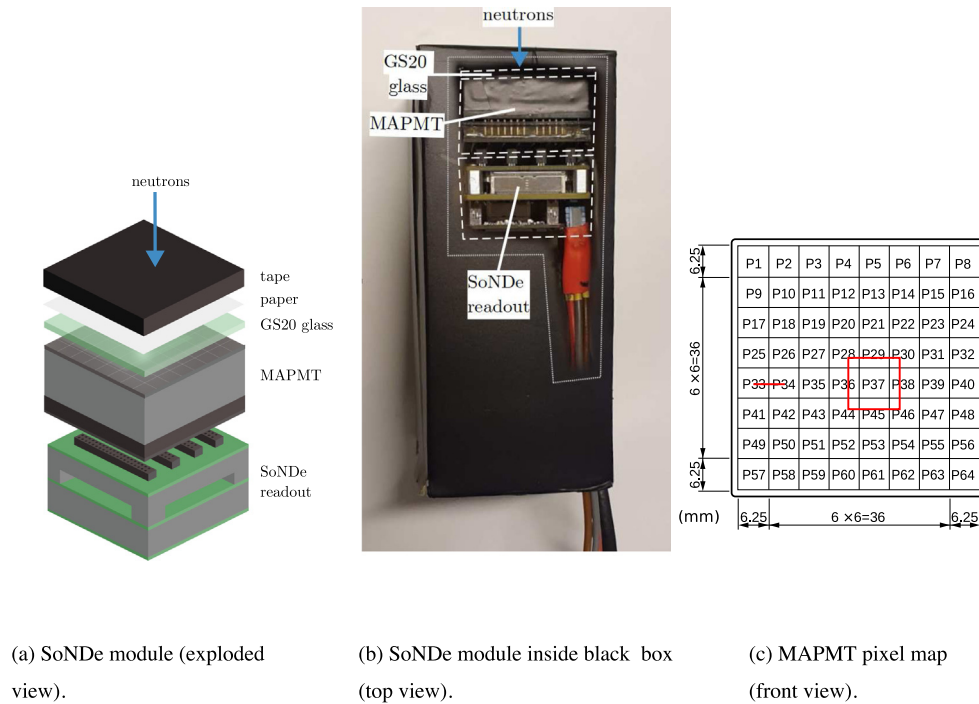 neutrons
tape
paper
GS20 glass
MAPMT
SoNDe
readout
neutrons
GS20
glass
MAPMT
SoNDe
readout
6.25
6 ×6=36
6.25
P1 P2 P3 P4 P5 P6 P7 P8
P9 P10 P11 P12 P13 P14 P15 P16
P17 P18 P19 P20 P21 P22 P23 P24
P25 P26 P27 P28 P29 P30 P31 P32
P33 P34 P35 P36 P37 P38 P39 P40
P41 P42 P43 P44 P45 P46 P47 P48
P49 P50 P51 P52 P53 P54 P55 P56
P57 P58 P59 P60 P61 P62 P63 P64
(mm) 6.25 6 ×6=36 6.25
(a) SoNDe module (exploded
view).
(b) SoNDe module inside black box
(top view).
(c) MAPMT pixel map
(front view).